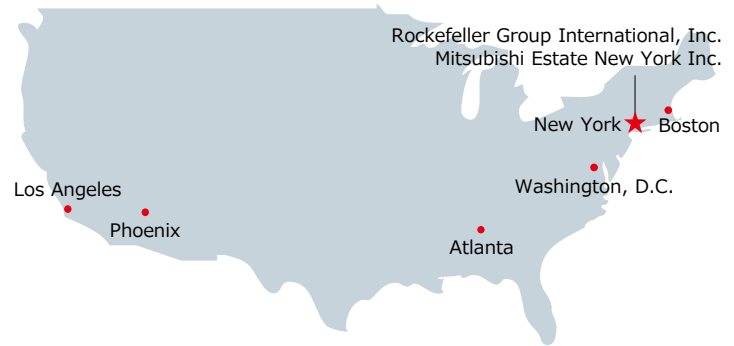 Rockefeller Group International, Inc.
Mitsubishi Estate New York Inc.
New York
Boston
Washington, D.C.
Los Angeles
Phoenix
Atlanta